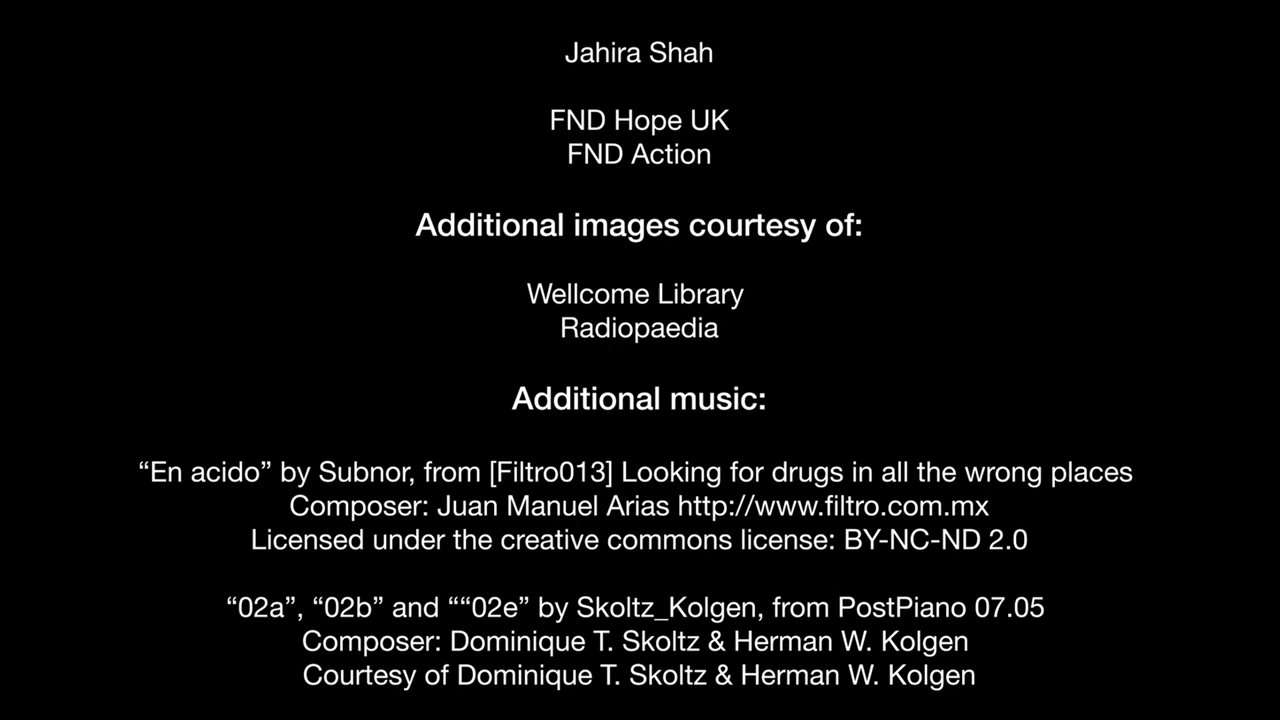 Jahira Shah
FND Hope UK
FND Action
Additional images courtesy of:
Wellcome Library
Radiopaedia
Additional music:
“En acido” by Subnor, from [Filtro013] Looking for drugs in all the wrong places
Composer: Juan Manuel Arias http://www.filtro.com.mx
Licensed under the creative commons license: BY-NC-ND 2.0
“02a”, “02b” and ““02e” by Skoltz_Kolgen, from PostPiano 07.05
Composer: Dominique T. Skoltz & Herman W. Kolgen
Courtesy of Dominique T. Skoltz & Herman W. Kolgen